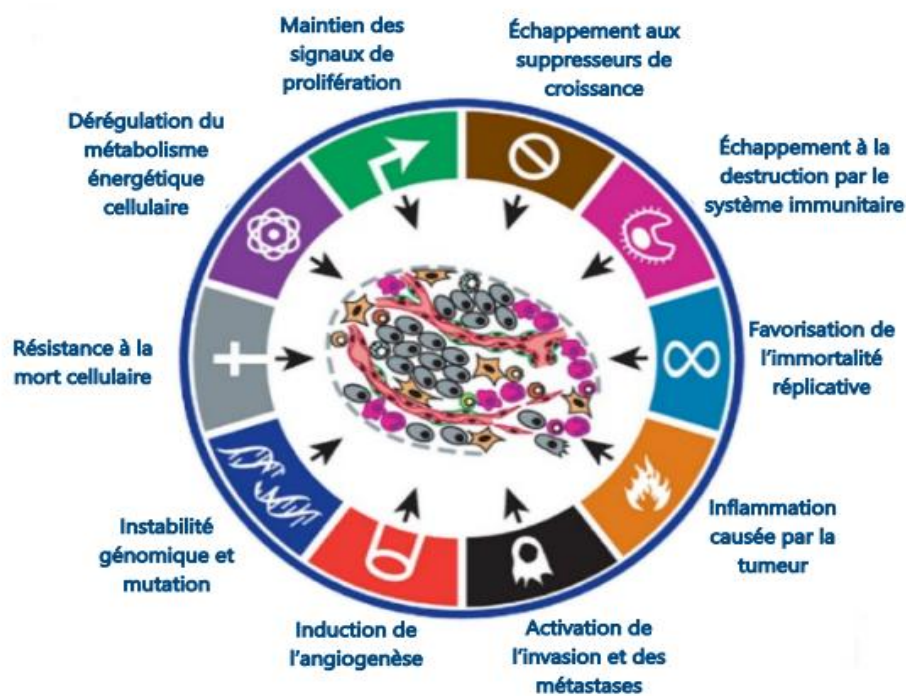 Maintien des
signaux de
prolifération
Échappement aux
suppresseurs de
croissance
Dérégulation du
métabolisme
énergétique
cellulaire
Échappement à la
destruction par le
système immunitaire
Résistance à la
mort cellulaire
Favorisation de
l'immortalité
réplicative
Instabilité
génomique et
mutation
Inflammation
causée par la
tumeur
Induction de
l'angiogenèse
Activation de
l'invasion et des
métastases